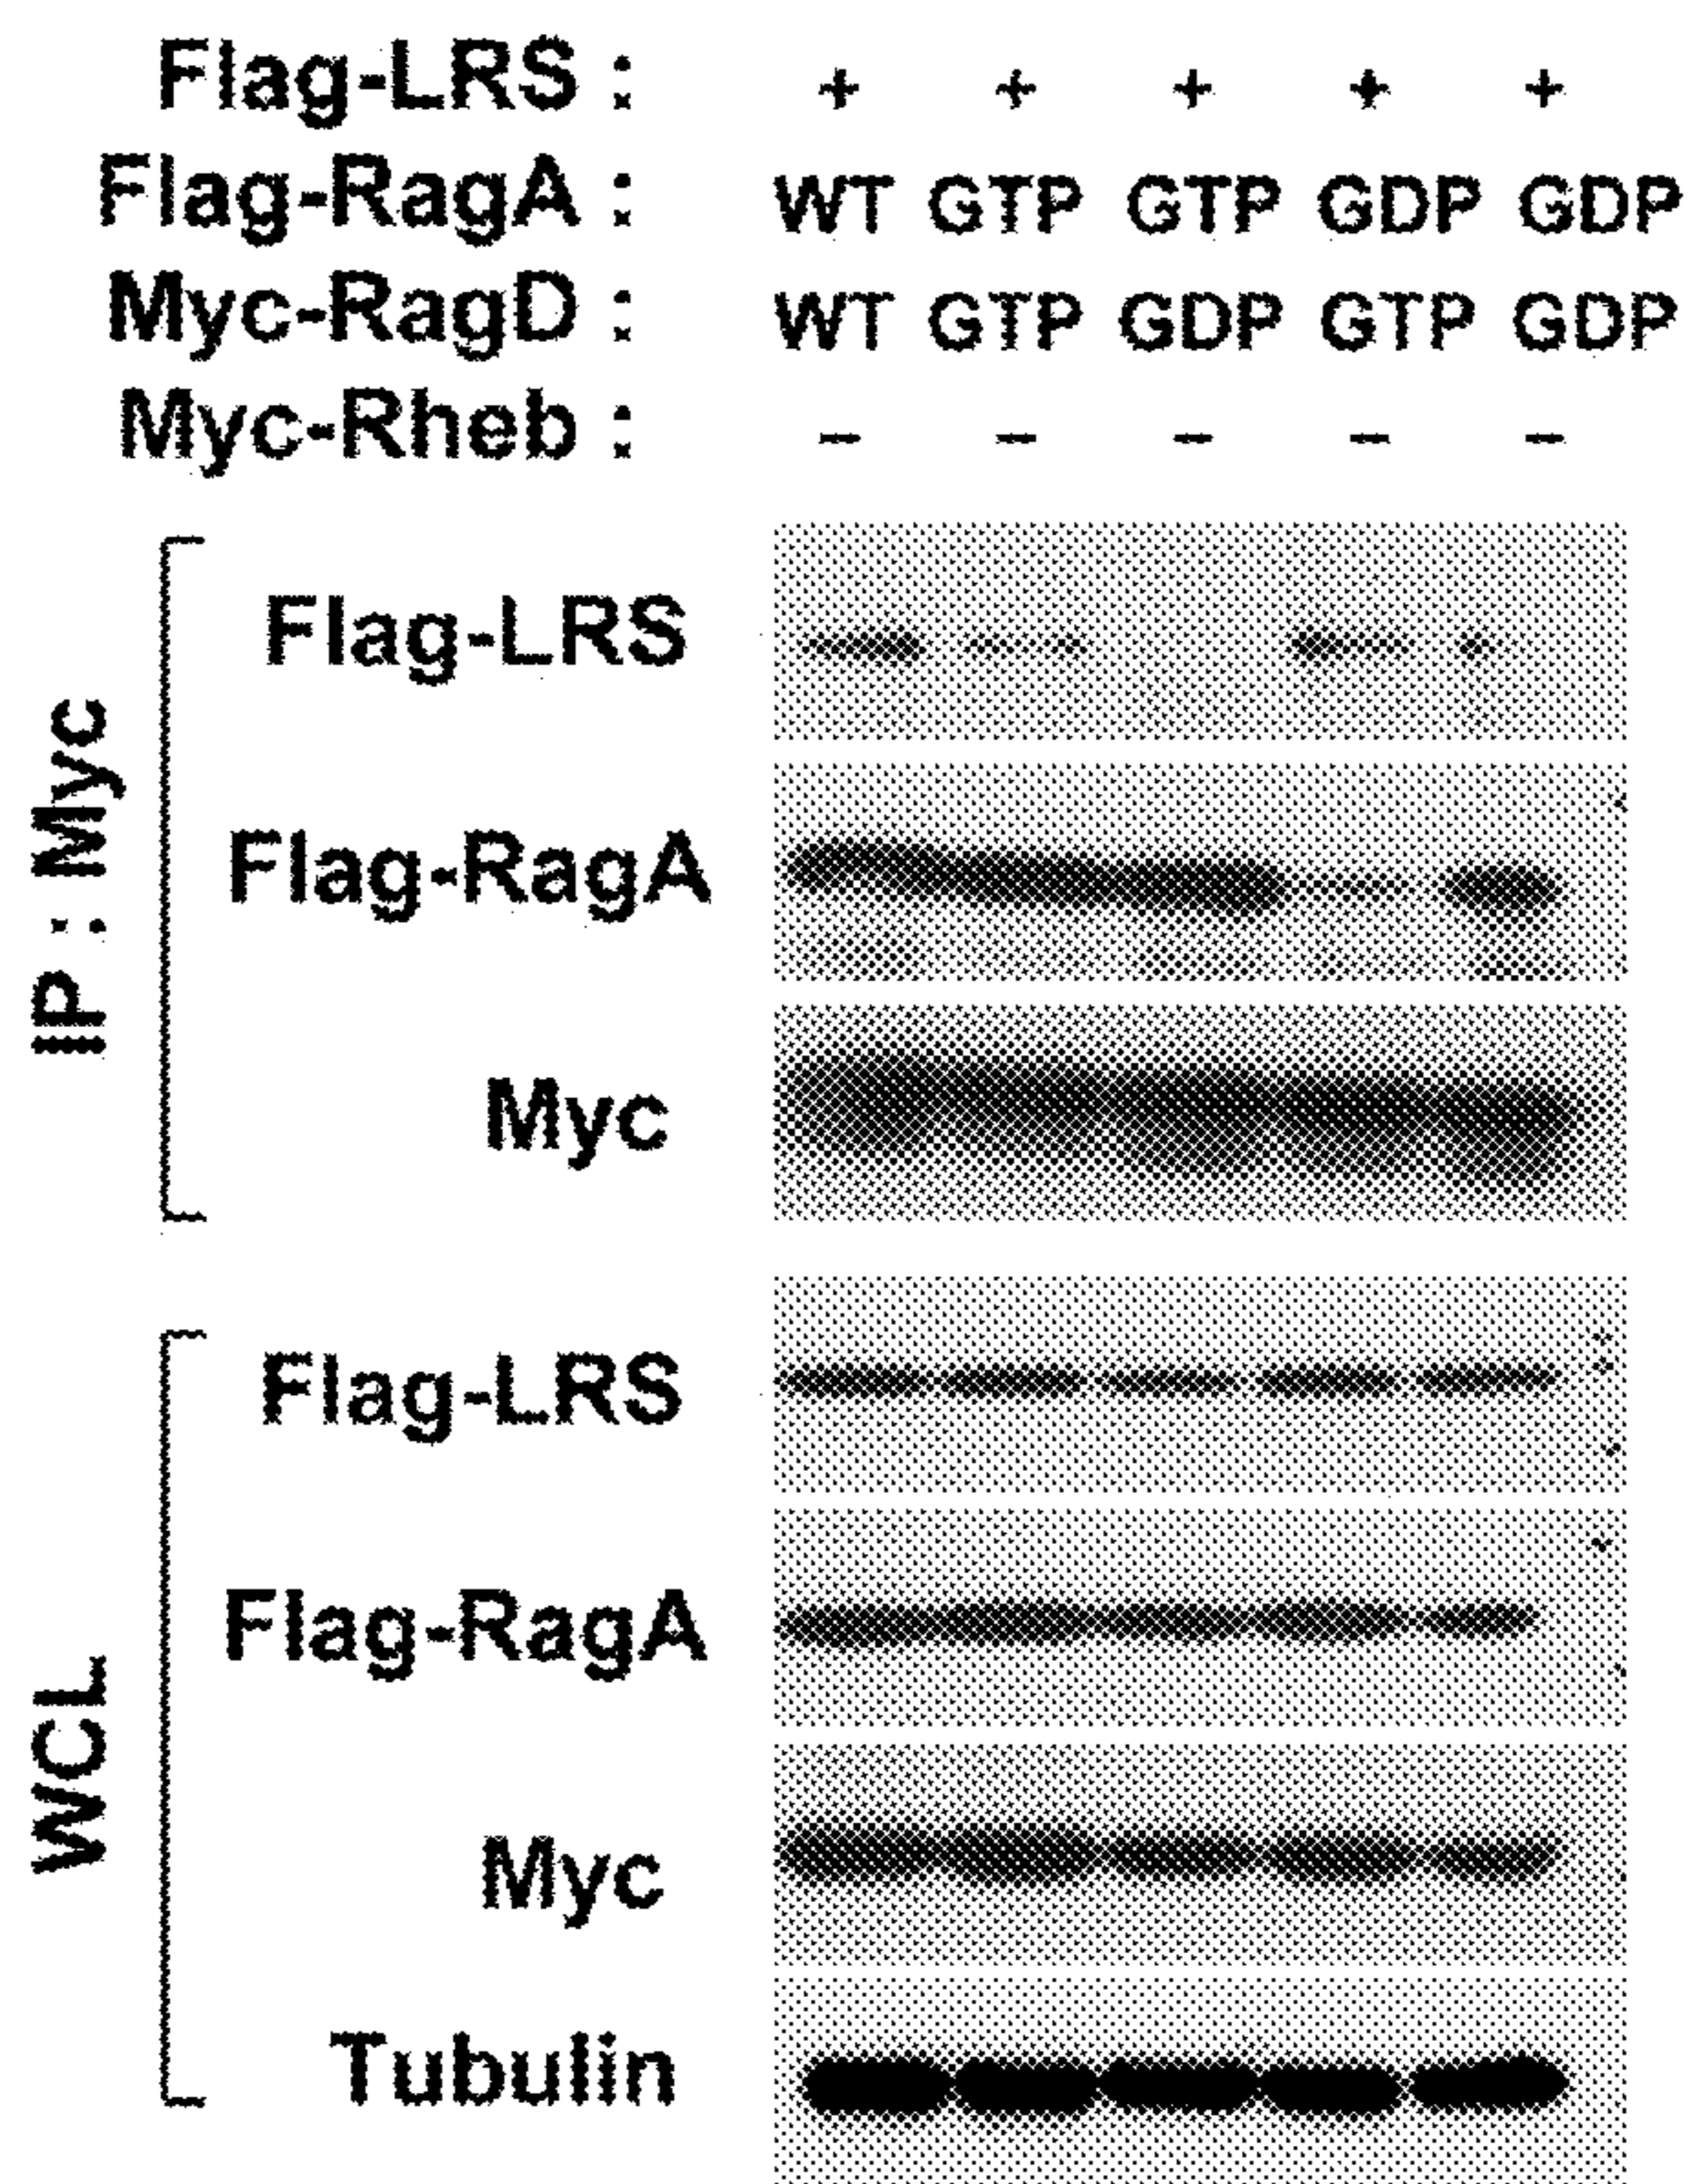 Flag-LRS : + + + + +
Flag-RagA : WT GTP GTP GDP GDP
Myc-RagD : WT GTP GDP GTP GDP
Myc-Rheb : – – – – –
IP : Myc
Flag-LRS
Flag-RagA
Myc
WCL
Flag-LRS
Flag-RagA
Myc
Tubulin